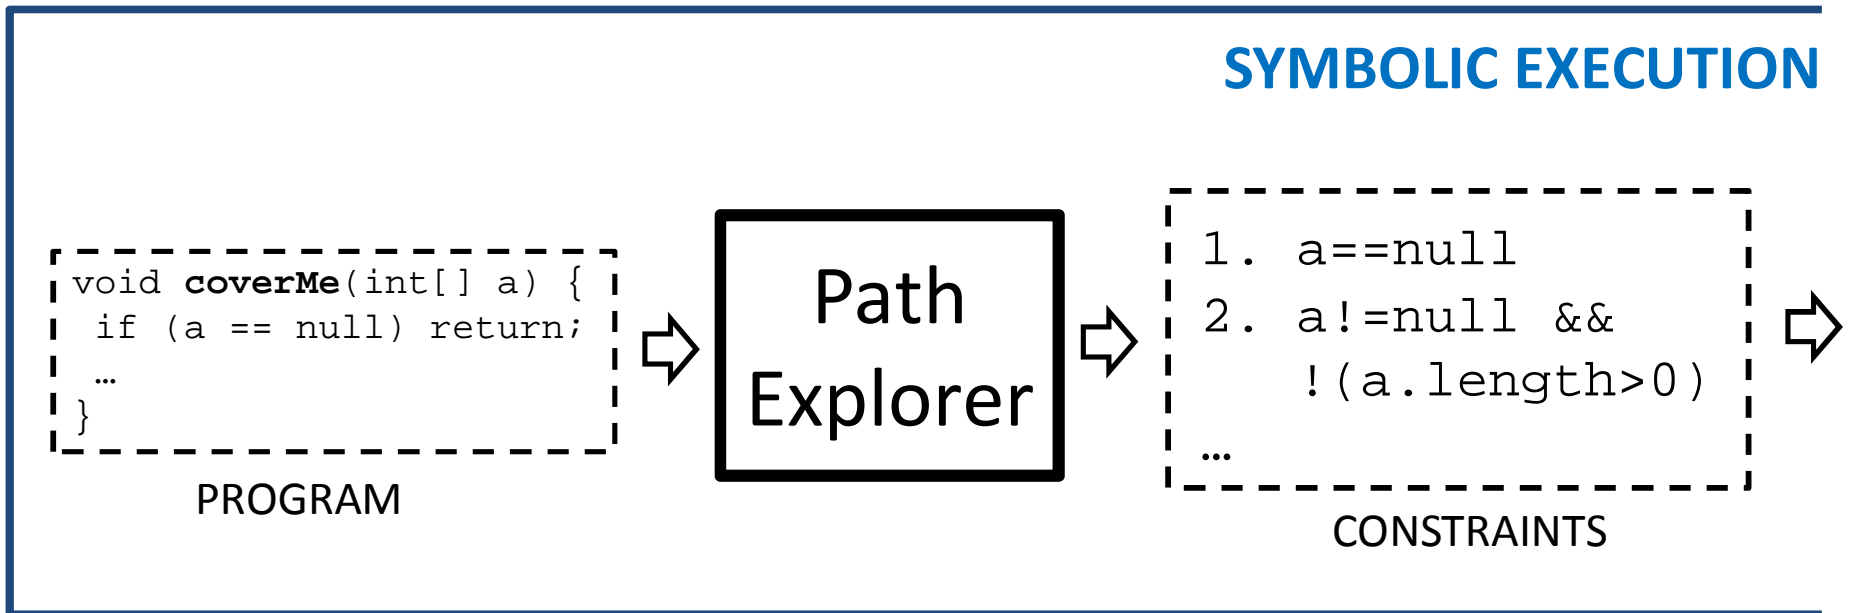 SYMBOLIC EXECUTION
void coverMe(int[] a) {
if (a == null) return;
…
}
PROGRAM
Path
Explorer
1. a==null
2. a!=null &&
!(a.length>0)
…
CONSTRAINTS